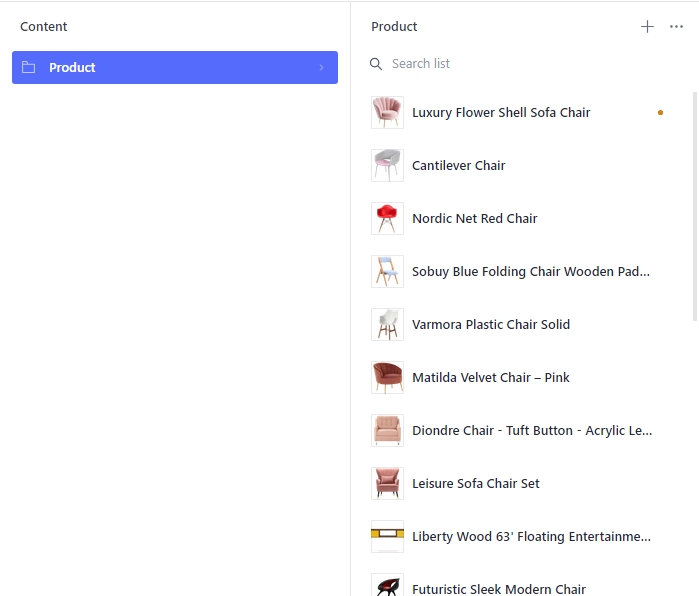 Content
Product
Product
Search list
Luxury Flower Shell Sofa Chair
Cantilever Chair
Nordic Net Red Chair
Sobuy Blue Folding Chair Wooden Pad...
Varmora Plastic Chair Solid
Matilda Velvet Chair – Pink
Diondre Chair - Tuft Button - Acrylic Le...
Leisure Sofa Chair Set
Liberty Wood 63' Floating Entertainme...
Futuristic Sleek Modern Chair